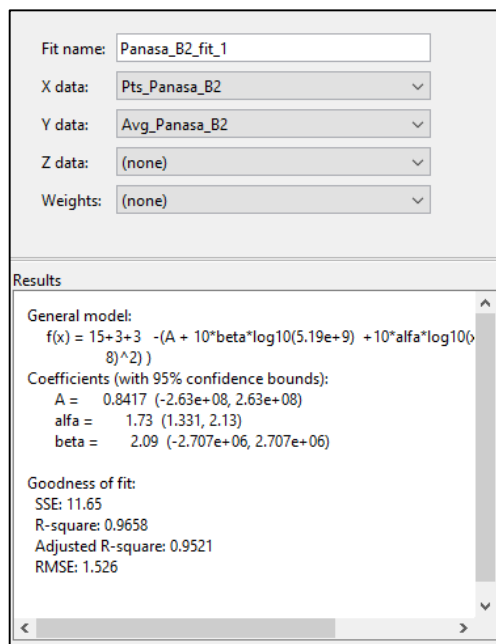 Fit name: Panasa_B2_fit_1
X data: Pts_Panasa_B2
Y data: Avg_Panasa_B2
Z data: (none)
Weights: (none)
Results
General model:
f(x) = 15+3+3 -(A + 10*beta*log10(5.19e+9) +10*alfa*log10(
8)^2) )
Coefficients (with 95% confidence bounds):
A = 0.8417 (-2.63e+08, 2.63e+08)
alfa = 1.73 (1.331, 2.13)
beta = 2.09 (-2.707e+06, 2.707e+06)
Goodness of fit:
SSE: 11.65
R-square: 0.9658
Adjusted R-square: 0.9521
RMSE: 1.526